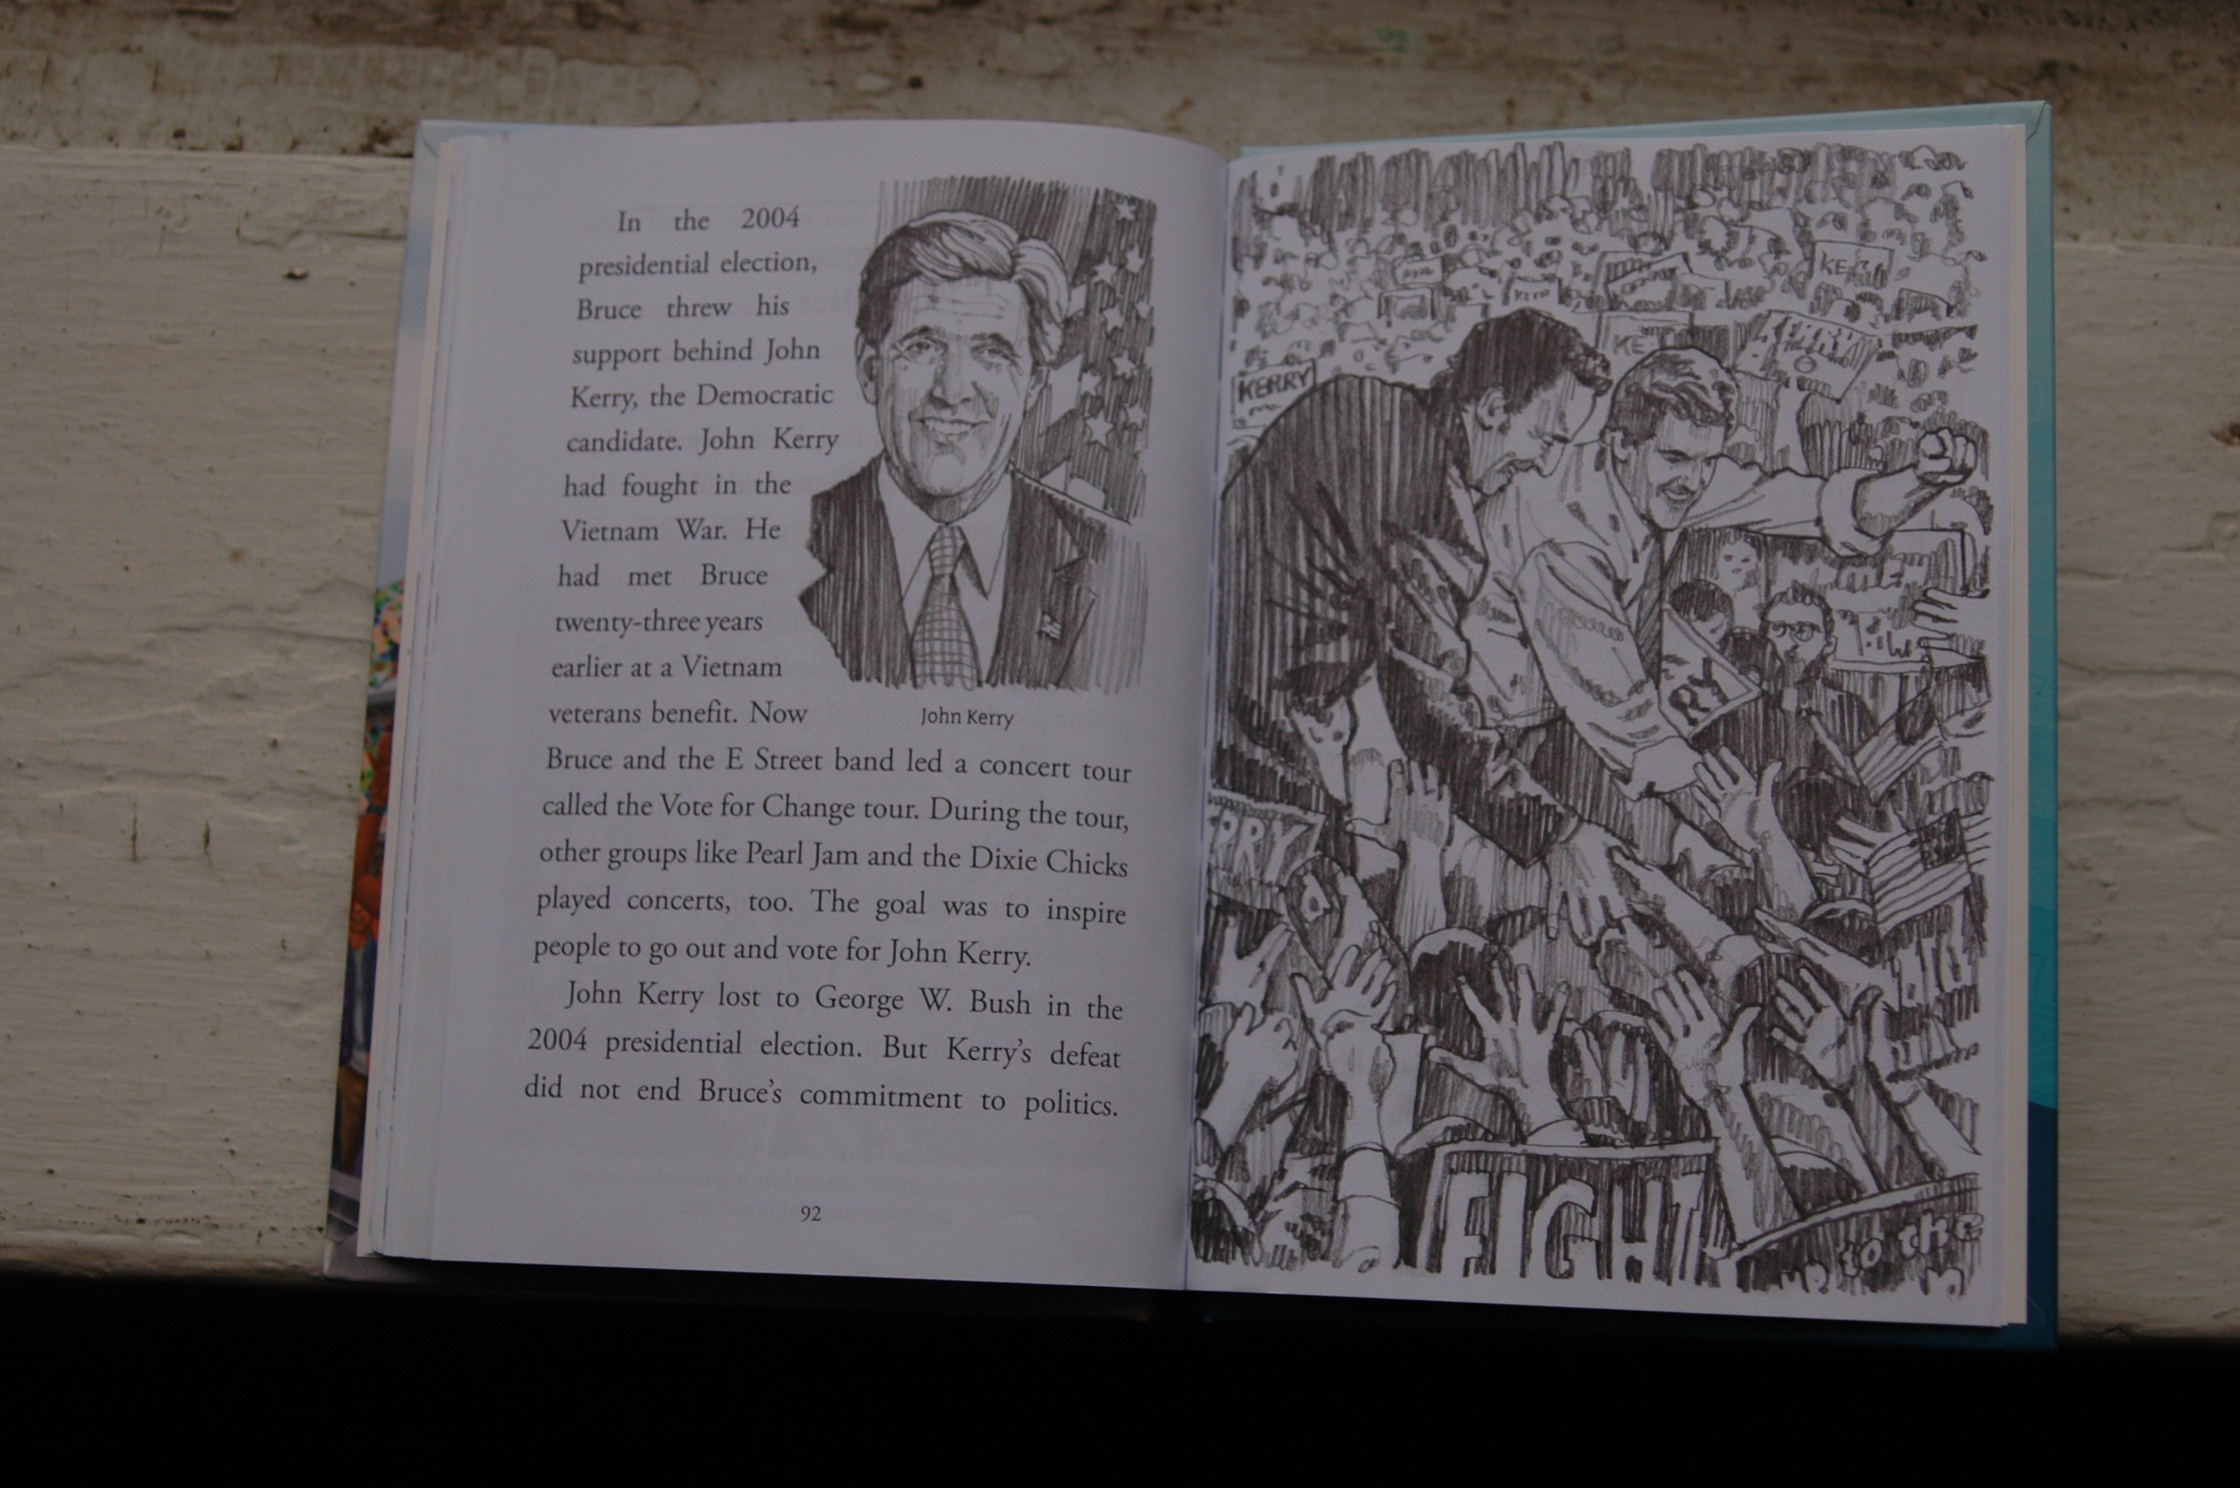 In the 2004
presidential election,
Bruce threw his
support behind John
Kerry, the Democratic
candidate. John Kerry
had fought in the
Vietnam War. He
had met Bruce
twenty-three years
earlier at a Vietnam
veterans benefit. Now
Bruce and the E Street band led a concert tour
called the Vote for Change tour. During the tour,
other groups like Pearl Jam and the Dixie Chicks
played concerts, too. The goal was to inspire
people to go out and vote for John Kerry.
John Kerry lost to George W. Bush in the
2004 presidential election. But Kerry's defeat
did not end Bruce's commitment to politics.
John Kerry
92
KERRY
KE
KERRY
RY
RRY
FIGHT
to the